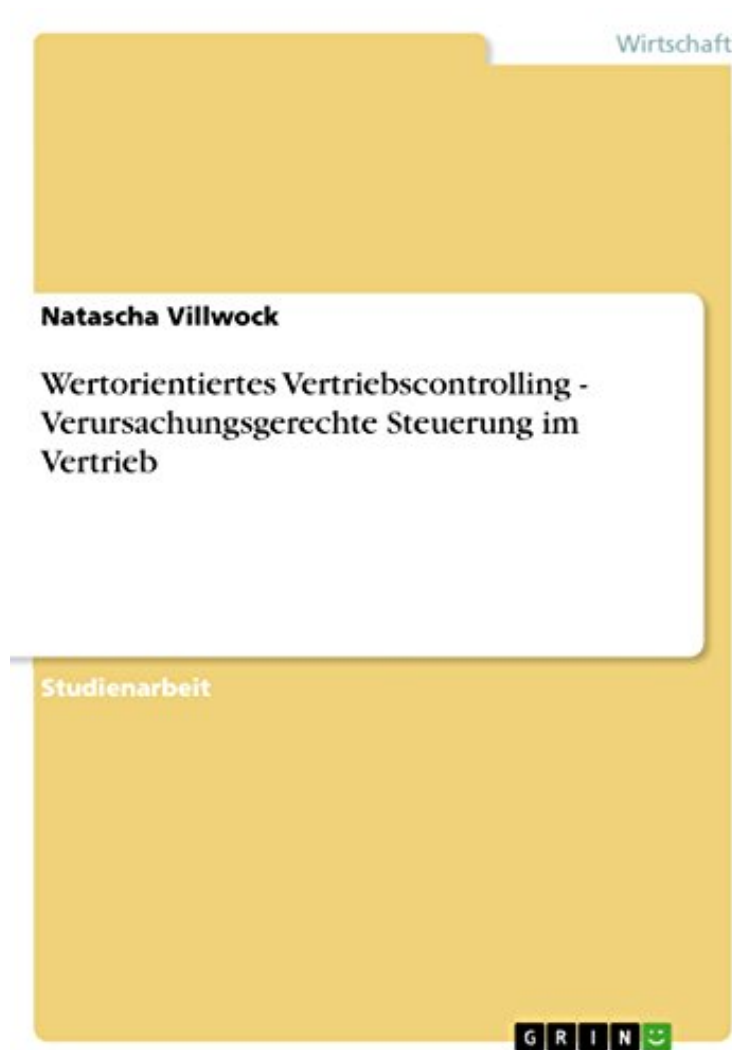 Wirtschaft
Natascha Villwock
Wertorientiertes Vertriebscontrolling -
Verursachungsgerechte Steuerung im
Vertrieb
Studienarbeit
GRIN